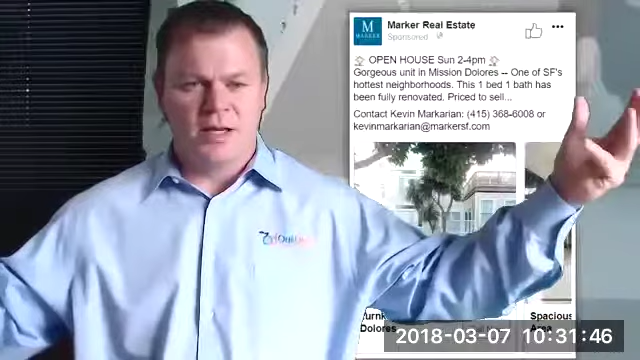 Marker Real Estate
Sponsored
M
MARKER
OPEN HOUSE Sun 2-4pm
Gorgeous unit in Mission Dolores -- One of SF's
hottest neighborhoods. This 1 bed 1 bath has
been fully renovated. Priced to sell...
Contact Kevin Markarian: (415) 368-6008 or
kevinmarkarian@markersf.com
Dolores
Spacious
Area
2018-03-07 10:31:46